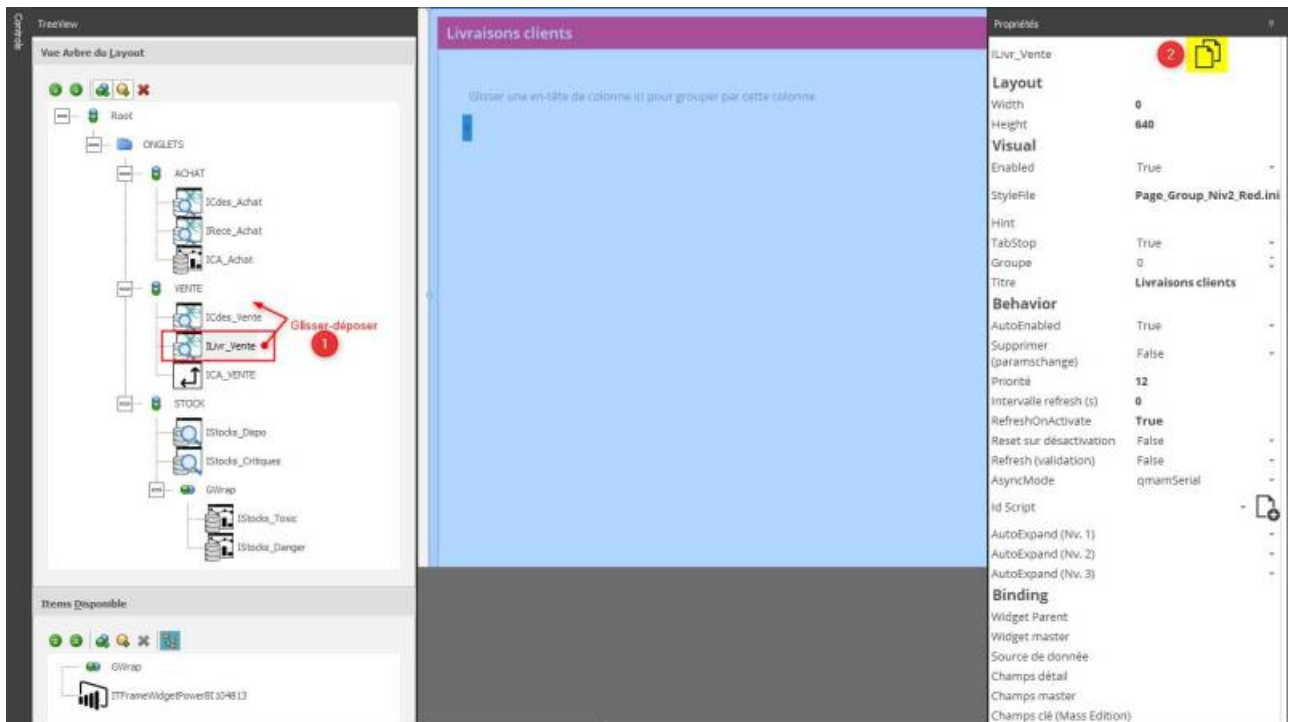 Controle
TreeView
Vue Arbre du Layout
Root
ONGLETS
ACHAT
ICdes_Achat
IRece_Achat
ICA_Achat
VENTE
ICdes_Vente
Glisser-déposer
1
ILivr_Vente
ICA_VENTE
STOCK
IStocks_Dispo
IStocks_Critiques
GWrap
IStocks_Toxic
IStocks_Danger
Items Disponible
GWrap
ITFrameWidgetPowerBI104813
Livraisons clients
Glisser une en-tête de colonne ici pour grouper par cette colonne
Propriétés
ILivr_Vente
2
Layout
Width 0
Height 640
Visual
Enabled True
StyleFile Page_Group_Niv2_Red.ini
Hint
TabStop True
Groupe 0
Titre Livraisons clients
Behavior
AutoEnabled True
Supprimer
(paramschange) False
Priorité 12
Intervalle refresh (s) 0
RefreshOnActivate True
Reset sur désactivation False
Refresh (validation) False
AsyncMode qmamSerial
Id Script
AutoExpand (Nv. 1)
AutoExpand (Nv. 2)
AutoExpand (Nv. 3)
Binding
Widget Parent
Widget master
Source de donnée
Champs détail
Champs master
Champs clé (Mass Edition)